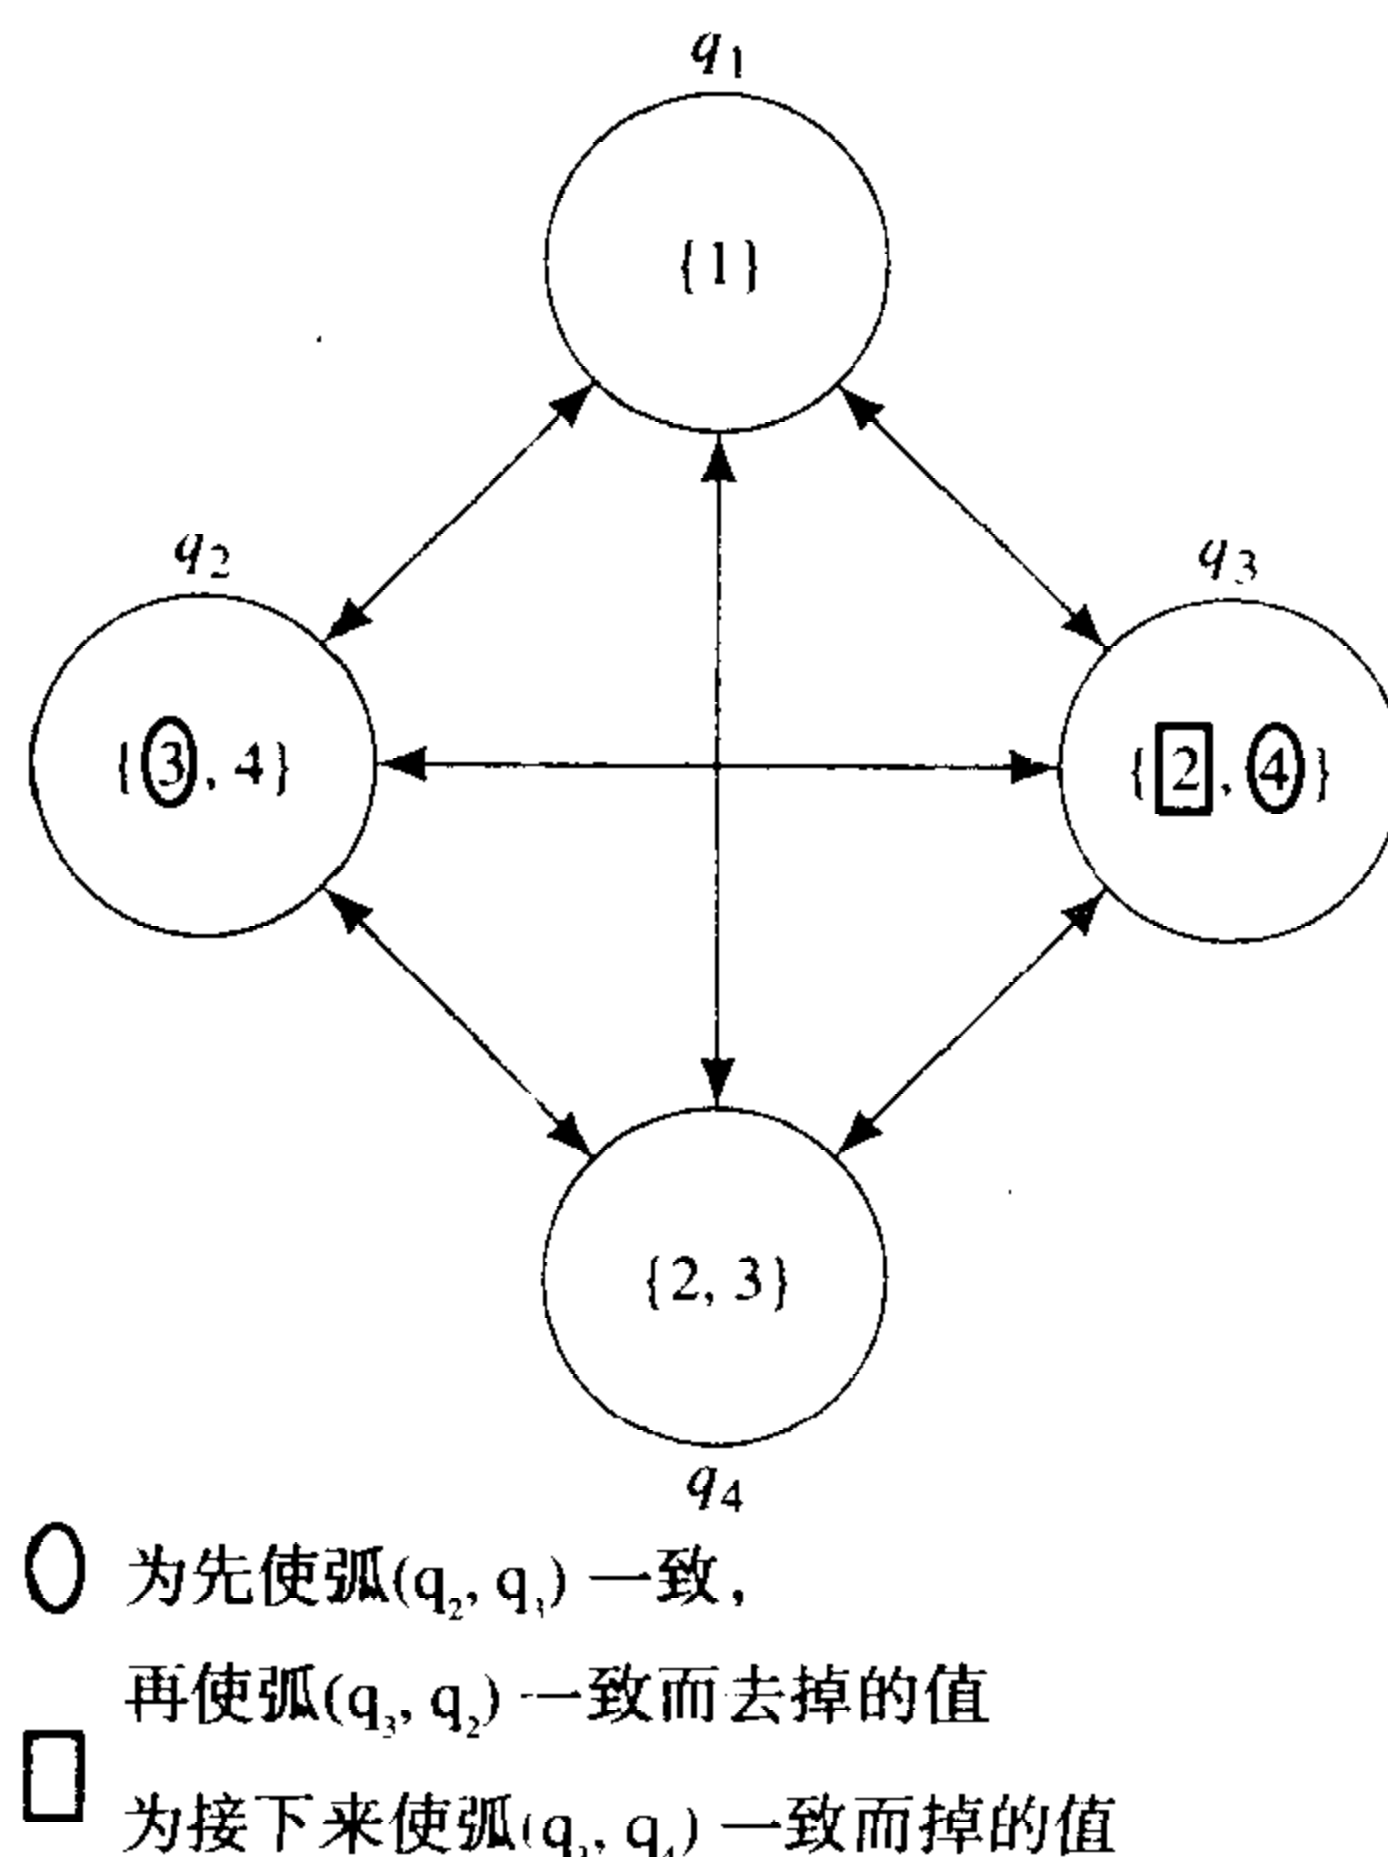 q1
{1}
q2
q3
{3, 4}
{2, 4}
{2, 3}
q4
为先使弧(q2, q3) 一致，
再使弧(q3, q2) 一致而去掉的值
为接下来使弧(q3, q4) 一致而掉的值